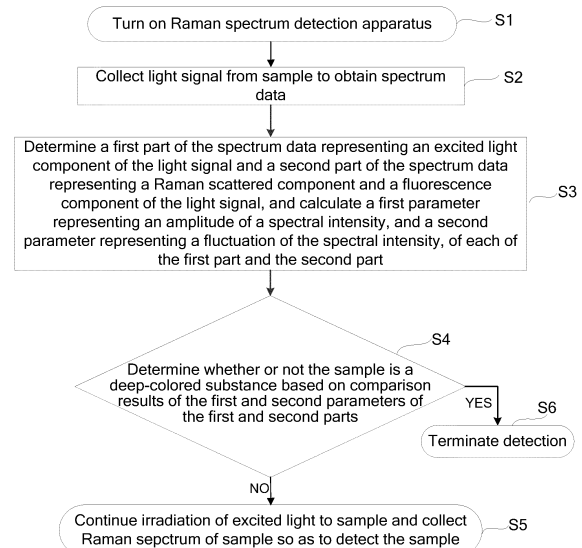 Turn on Raman spectrum detection apparatus
S1
Collect light signal from sample to obtain spectrum
data
S2
Determine a first part of the spectrum data representing an excited light
component of the light signal and a second part of the spectrum data
representing a Raman scattered component and a fluorescence
component of the light signal, and calculate a first parameter
representing an amplitude of a spectral intensity, and a second
parameter representing a fluctuation of the spectral intensity, of each of
the first part and the second part
S3
S4
Determine whether or not the sample is a
deep-colored substance based on comparison
results of the first and second parameters of
the first and second parts
YES
S6
Terminate detection
NO
Continue irradiation of excited light to sample and collect
Raman sepctrum of sample so as to detect the sample
S5